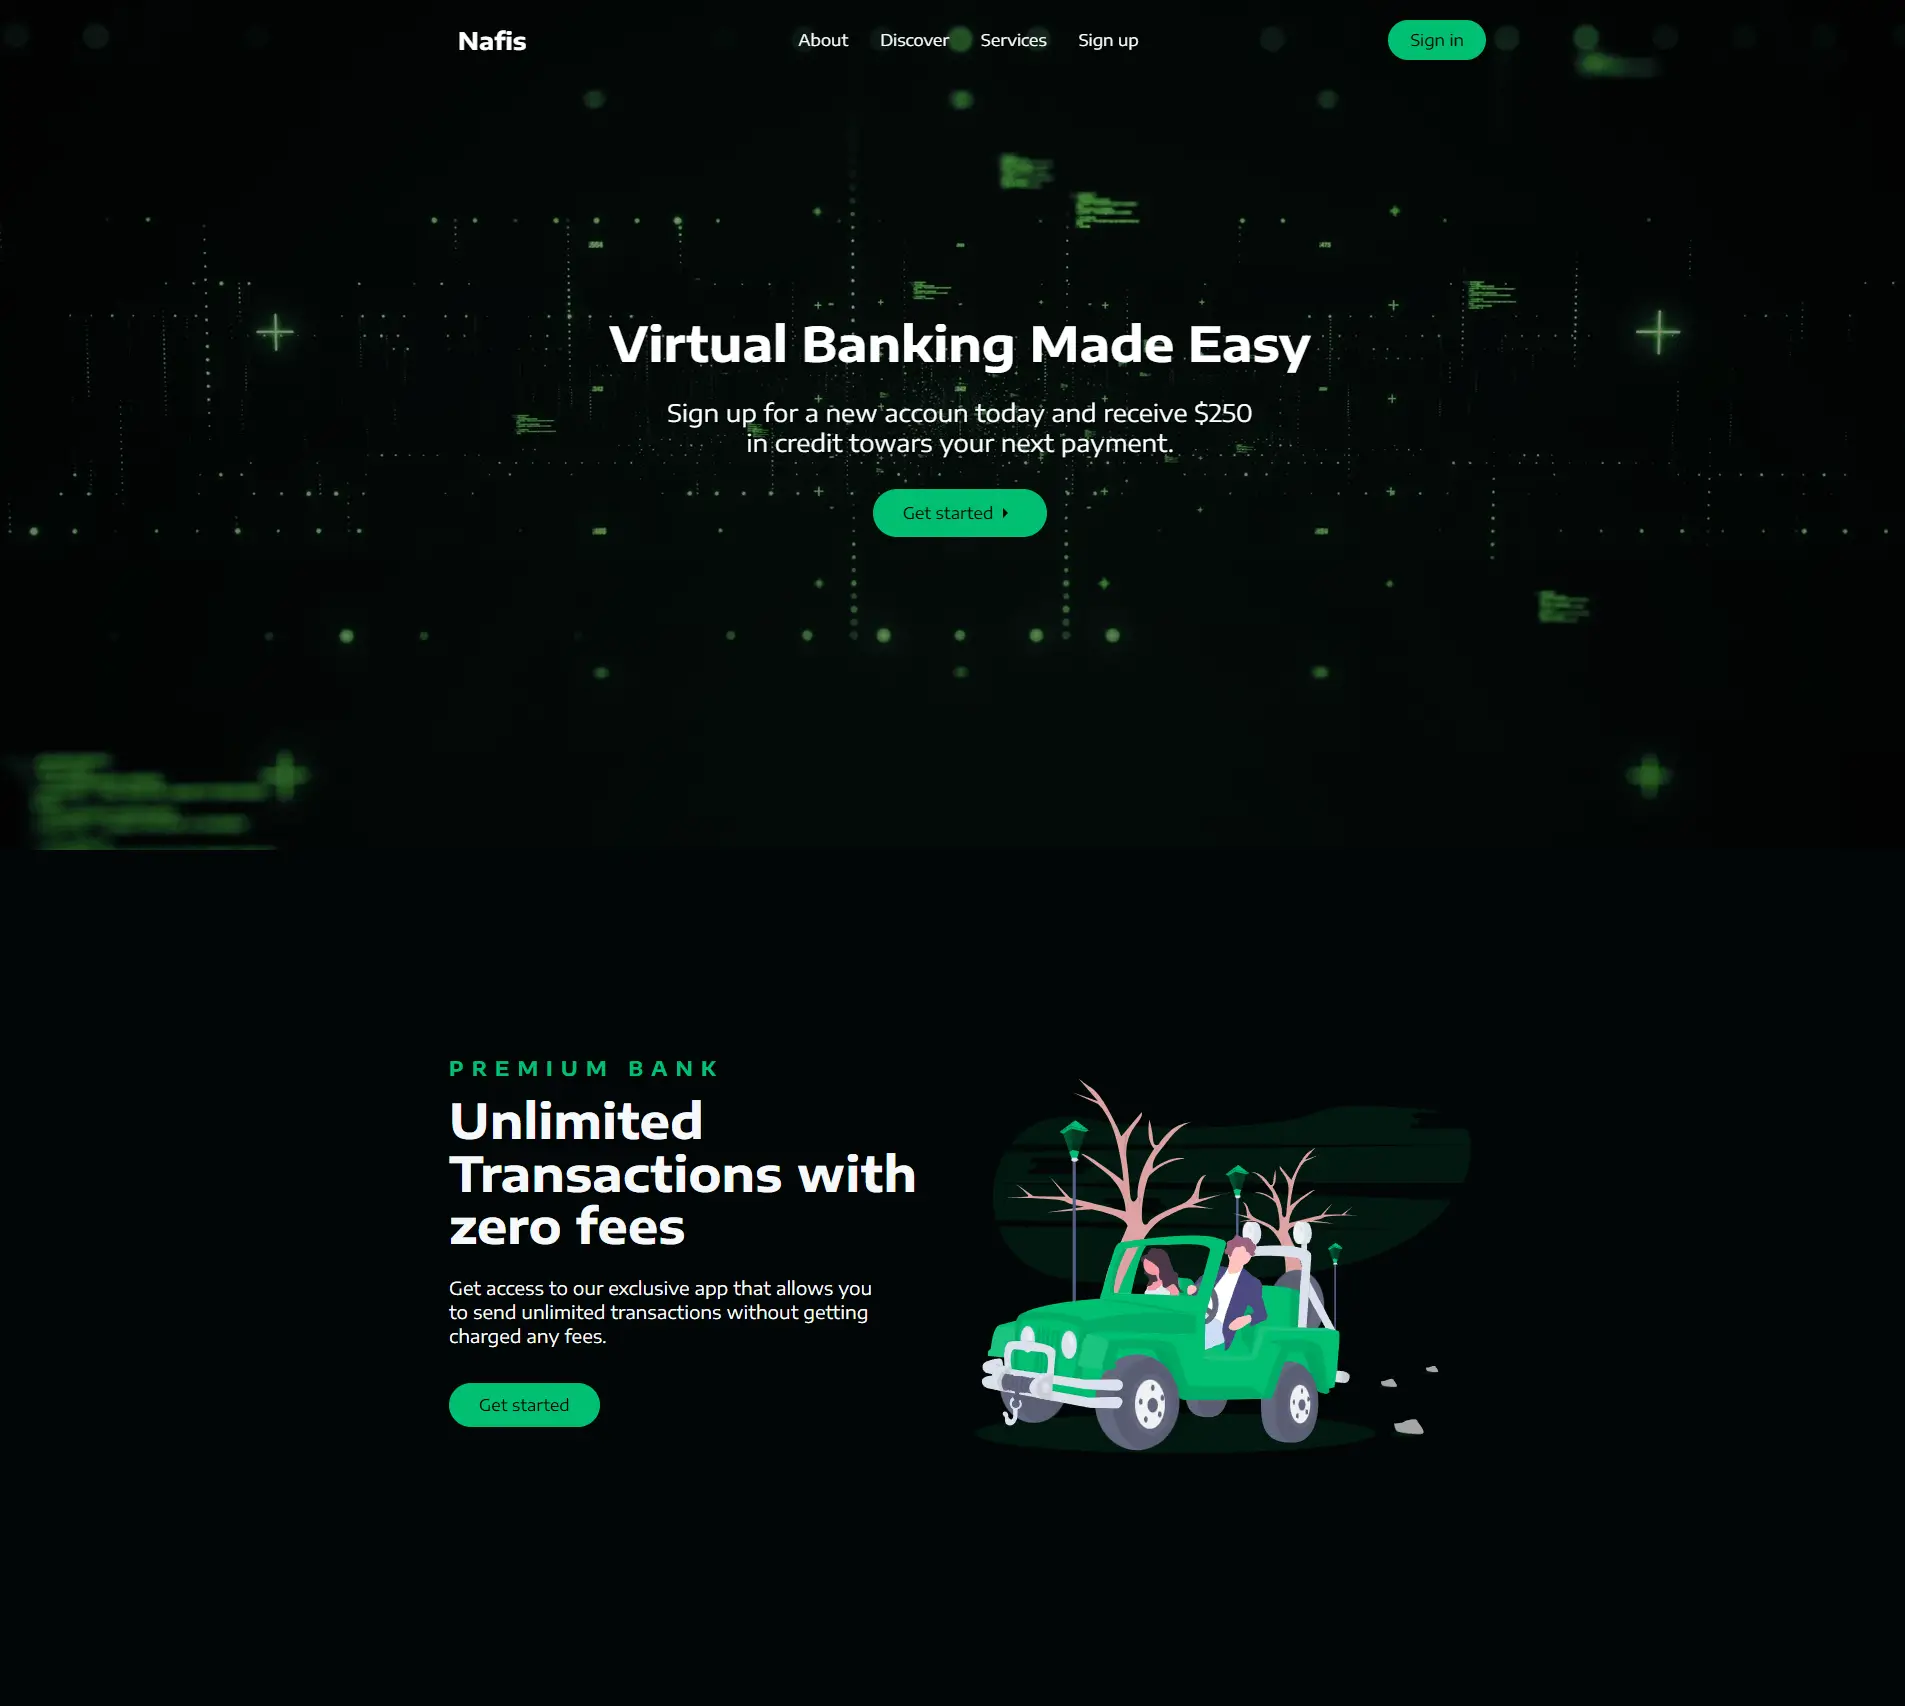 Nafis
About
Discover
Services
Sign up
Sign in
Virtual Banking Made Easy
Sign up for a new accoun today and receive $250
in credit towars your next payment.
Get started
PREMIUM BANK
Unlimited
Transactions with
zero fees
Get access to our exclusive app that allows you
to send unlimited transactions without getting
charged any fees.
Get started